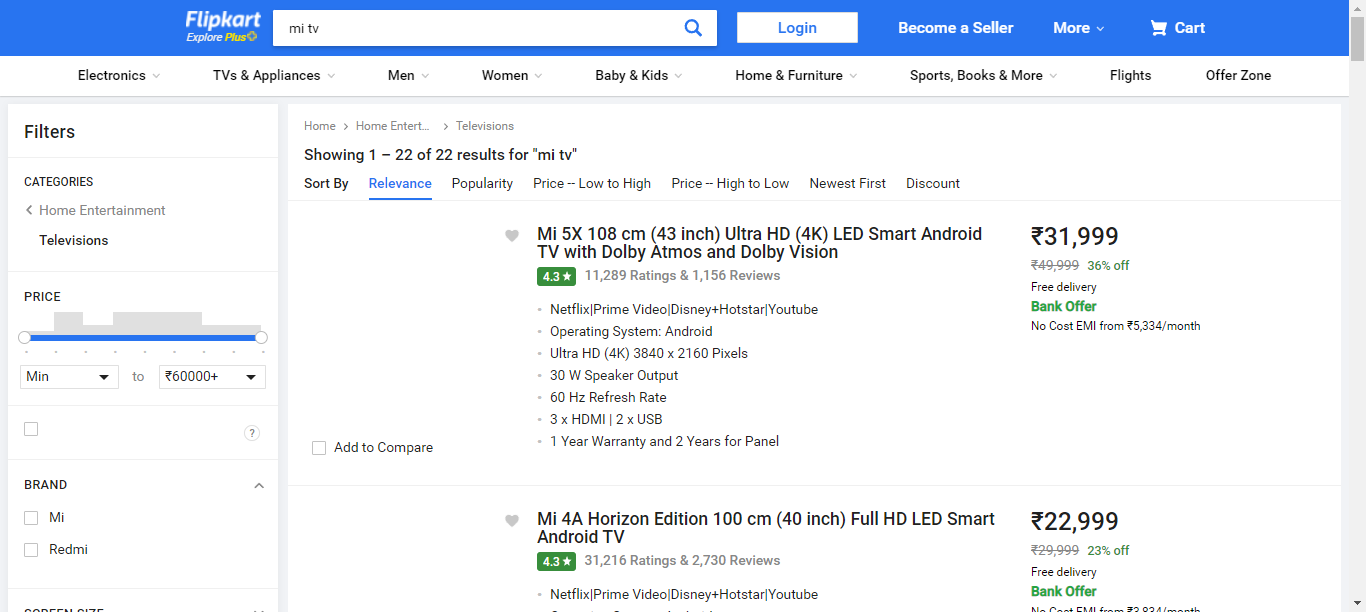 Flipkart
Explore Plus
mi tv
Login
Become a Seller
More
Cart
Electronics
TVs & Appliances
Men
Women
Baby & Kids
Home & Furniture
Sports, Books & More
Flights
Offer Zone
Filters
CATEGORIES
Home Entertainment
Televisions
PRICE
Min
to
₹60000+
?
BRAND
Mi
Redmi
Home
Home Entert...
Televisions
Showing 1 – 22 of 22 results for "mi tv"
Sort By
Relevance
Popularity
Price -- Low to High
Price -- High to Low
Newest First
Discount
Mi 5X 108 cm (43 inch) Ultra HD (4K) LED Smart Android
TV with Dolby Atmos and Dolby Vision
4.3★ 11,289 Ratings & 1,156 Reviews
Netflix|Prime Video|Disney+Hotstar|Youtube
Operating System: Android
Ultra HD (4K) 3840 x 2160 Pixels
30 W Speaker Output
60 Hz Refresh Rate
3 x HDMI | 2 x USB
1 Year Warranty and 2 Years for Panel
Add to Compare
₹31,999
₹49,999 36% off
Free delivery
Bank Offer
No Cost EMI from ₹5,334/month
Mi 4A Horizon Edition 100 cm (40 inch) Full HD LED Smart
Android TV
4.3★ 31,216 Ratings & 2,730 Reviews
Netflix|Prime Video|Disney+Hotstar|Youtube
₹22,999
₹29,999 23% off
Free delivery
Bank Offer
No Cost EMI from ₹3,834/month